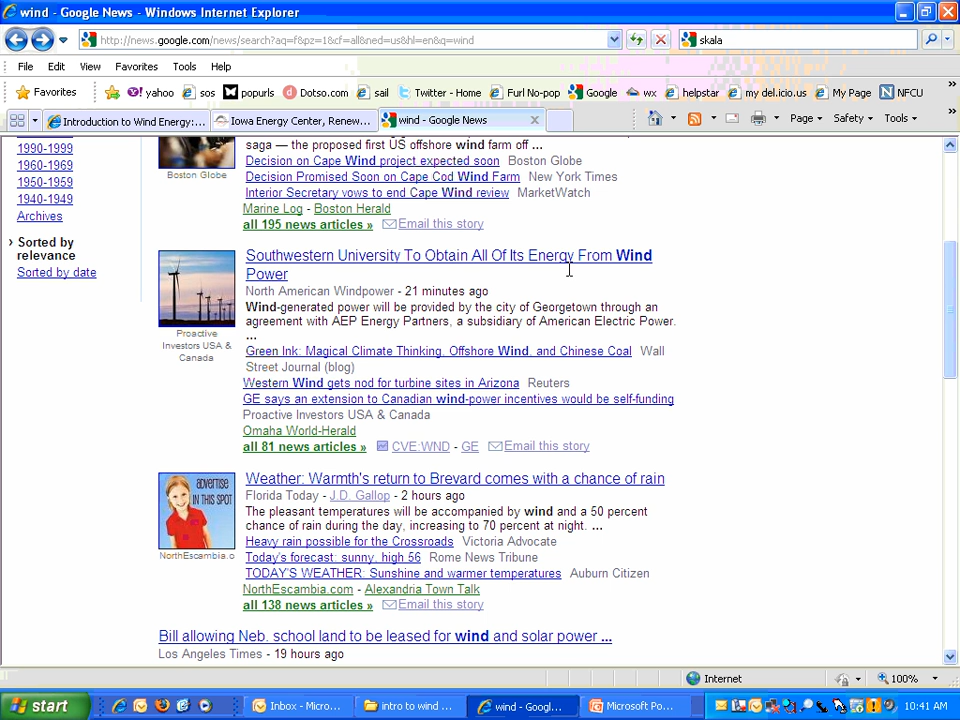 wind - Google News - Windows Internet Explorer
http://news.google.com/news/search?aq=f&pz=1&cf=all&ned=us&hl=en&q=wind
skala
File Edit View Favorites Tools Help
Favorites yahoo sos popurls Dotso.com sail Twitter - Home Furl No-pop Google wx helpstar my del.icio.us My Page NFCU
Introduction to Wind Energy:... Iowa Energy Center, Renew... wind - Google News Page Safety Tools
1990-1999
1960-1969
1950-1959
1940-1949
Archives
Sorted by
relevance
Sorted by date
Boston Globe
saga — the proposed first US offshore wind farm off ...
Decision on Cape Wind project expected soon Boston Globe
Decision Promised Soon on Cape Cod Wind Farm New York Times
Interior Secretary vows to end Cape Wind review MarketWatch
Marine Log - Boston Herald
all 195 news articles » Email this story
Proactive
Investors USA &
Canada
Southwestern University To Obtain All Of Its Energy From Wind
Power
North American Windpower - 21 minutes ago
Wind-generated power will be provided by the city of Georgetown through an
agreement with AEP Energy Partners, a subsidiary of American Electric Power.
...
Green Ink: Magical Climate Thinking, Offshore Wind, and Chinese Coal Wall
Street Journal (blog)
Western Wind gets nod for turbine sites in Arizona Reuters
GE says an extension to Canadian wind-power incentives would be self-funding
Proactive Investors USA & Canada
Omaha World-Herald
all 81 news articles » CVE:WND - GE Email this story
ADVERTISE
IN THIS SPOT
NorthEscambia.c
Weather: Warmth's return to Brevard comes with a chance of rain
Florida Today - J.D. Gallop - 2 hours ago
The pleasant temperatures will be accompanied by wind and a 50 percent
chance of rain during the day, increasing to 70 percent at night. ...
Heavy rain possible for the Crossroads Victoria Advocate
Today's forecast: sunny, high 56 Rome News Tribune
TODAY'S WEATHER: Sunshine and warmer temperatures Auburn Citizen
NorthEscambia.com - Alexandria Town Talk
all 138 news articles » Email this story
Bill allowing Neb. school land to be leased for wind and solar power ...
Los Angeles Times - 19 hours ago
Internet 100%
start Inbox - Micro... intro to wind ... wind - Googl... Microsoft Po... 10:41 AM